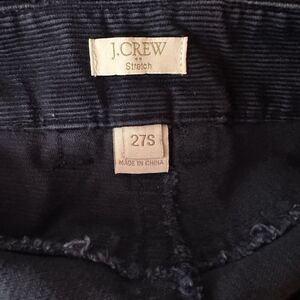 J.CREW
Stretch
27S
MADE IN CHINA